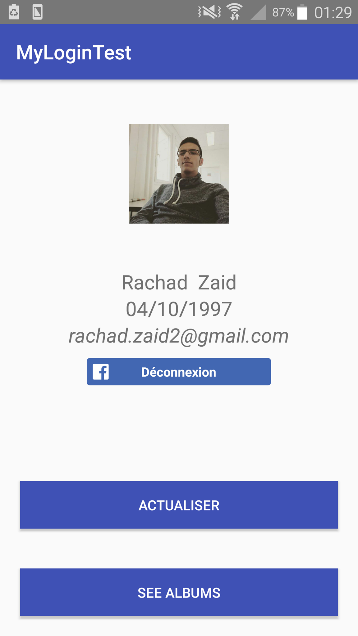 87% 01:29
MyLoginTest
Rachad Zaid
04/10/1997
rachad.zaid2@gmail.com
Déconnexion
ACTUALISER
SEE ALBUMS